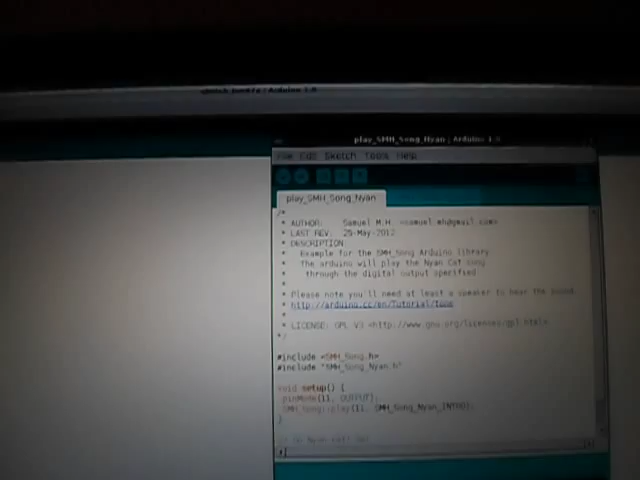 play_SMH_Song_Nyan | Arduino 1.0
File Edit Sketch Tools Help
play_SMH_Song_Nyan
/*
* AUTHOR: Samuel M.H. <samuel.mh@gmail.com>
* LAST REV: 25-May-2012
* DESCRIPTION:
* Example for the SMH_Song Arduino library
* The arduino will play the Nyan Cat song
* through the digital output specified
*
* Please note you'll need at least a speaker to hear the sound.
* http://arduino.cc/en/Tutorial/tone
*
* LICENSE: GPL V3 <http://www.gnu.org/licenses/gpl.html>
*/
#include <SMH_Song.h>
#include "SMH_Song_Nyan.h"
void setup() {
pinMode(11, OUTPUT);
SMH_Song::play(11, SMH_Song_Nyan_INTRO);
}